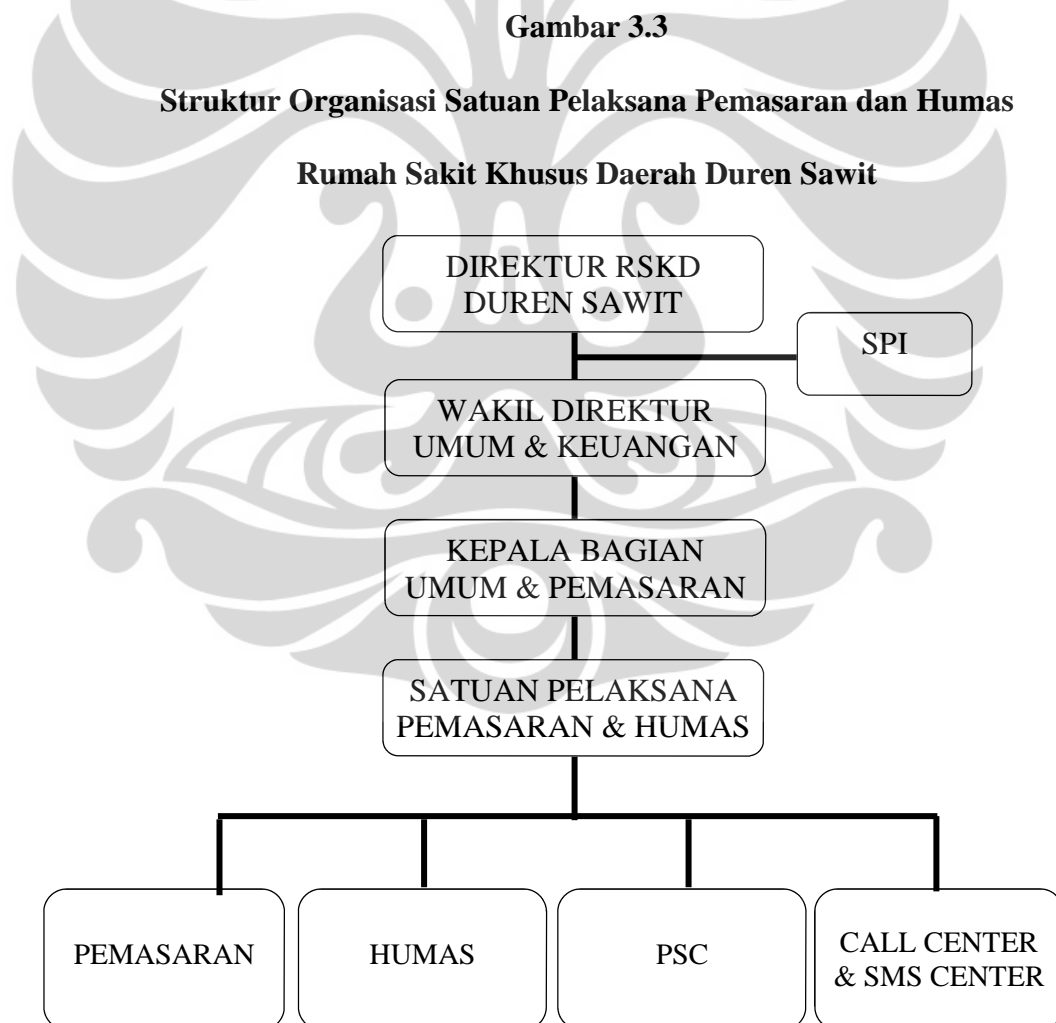 Gambar 3.3
Struktur Organisasi Satuan Pelaksana Pemasaran dan Humas
Rumah Sakit Khusus Daerah Duren Sawit
DIREKTUR RSKD
DUREN SAWIT
SPI
WAKIL DIREKTUR
UMUM & KEUANGAN
KEPALA BAGIAN
UMUM & PEMASARAN
SATUAN PELAKSANA
PEMASARAN & HUMAS
PEMASARAN
HUMAS
PSC
CALL CENTER
& SMS CENTER